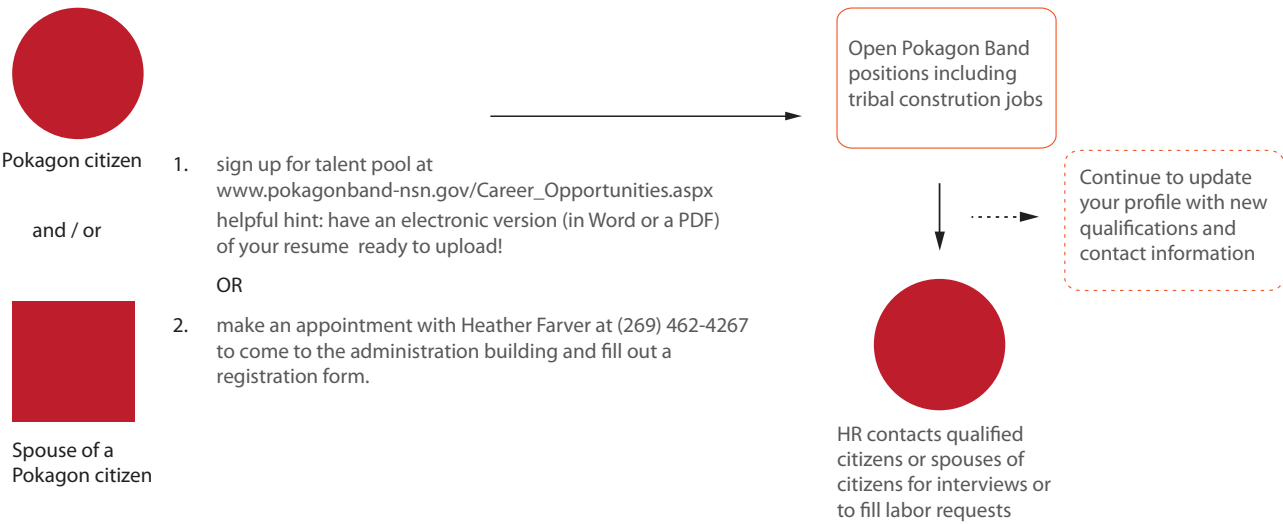 Pokagon citizen
and / or
Spouse of a
Pokagon citizen
1. sign up for talent pool at
www.pokagonband-nsn.gov/Career_Opportunities.aspx
helpful hint: have an electronic version (in Word or a PDF)
of your resume ready to upload!
OR
2. make an appointment with Heather Farver at (269) 462-4267
to come to the administration building and fill out a
registration form.
Open Pokagon Band
positions including
tribal constrution jobs
Continue to update
your profile with new
qualifications and
contact information
HR contacts qualified
citizens or spouses of
citizens for interviews or
to fill labor requests